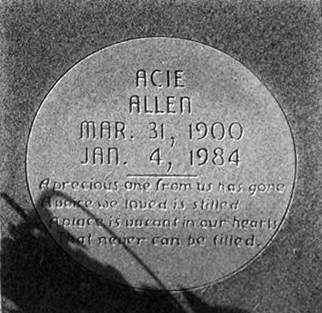 ACIE
ALLEN
MAR. 31, 1900
JAN. 4, 1984
A precious one from us has gone
A voice we loved is stilled
A place is vacant in our hearts
That never can be filled.